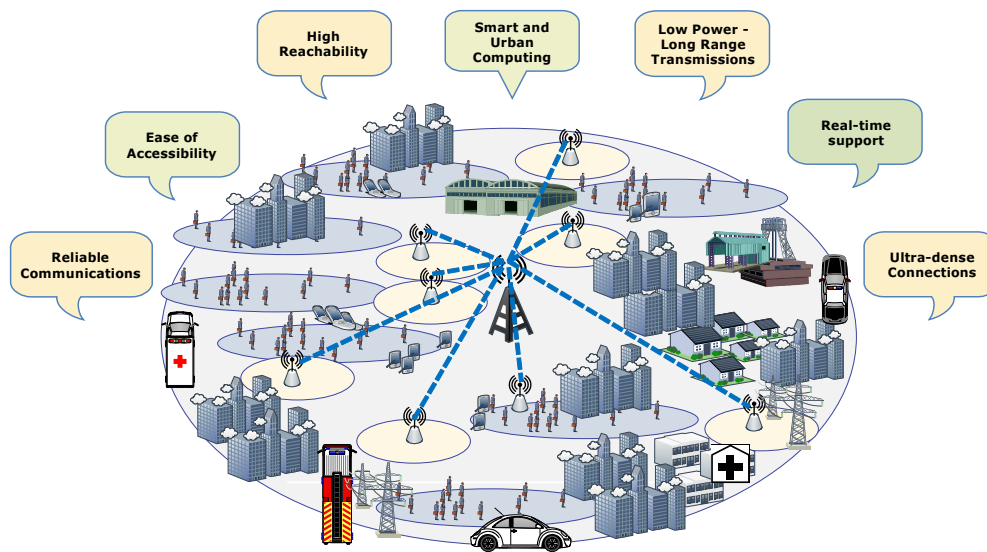 High
Reachability
Smart and
Urban
Computing
Low Power -
Long Range
Transmissions
Ease of
Accessibility
Real-time
support
Reliable
Communications
Ultra-dense
Connections